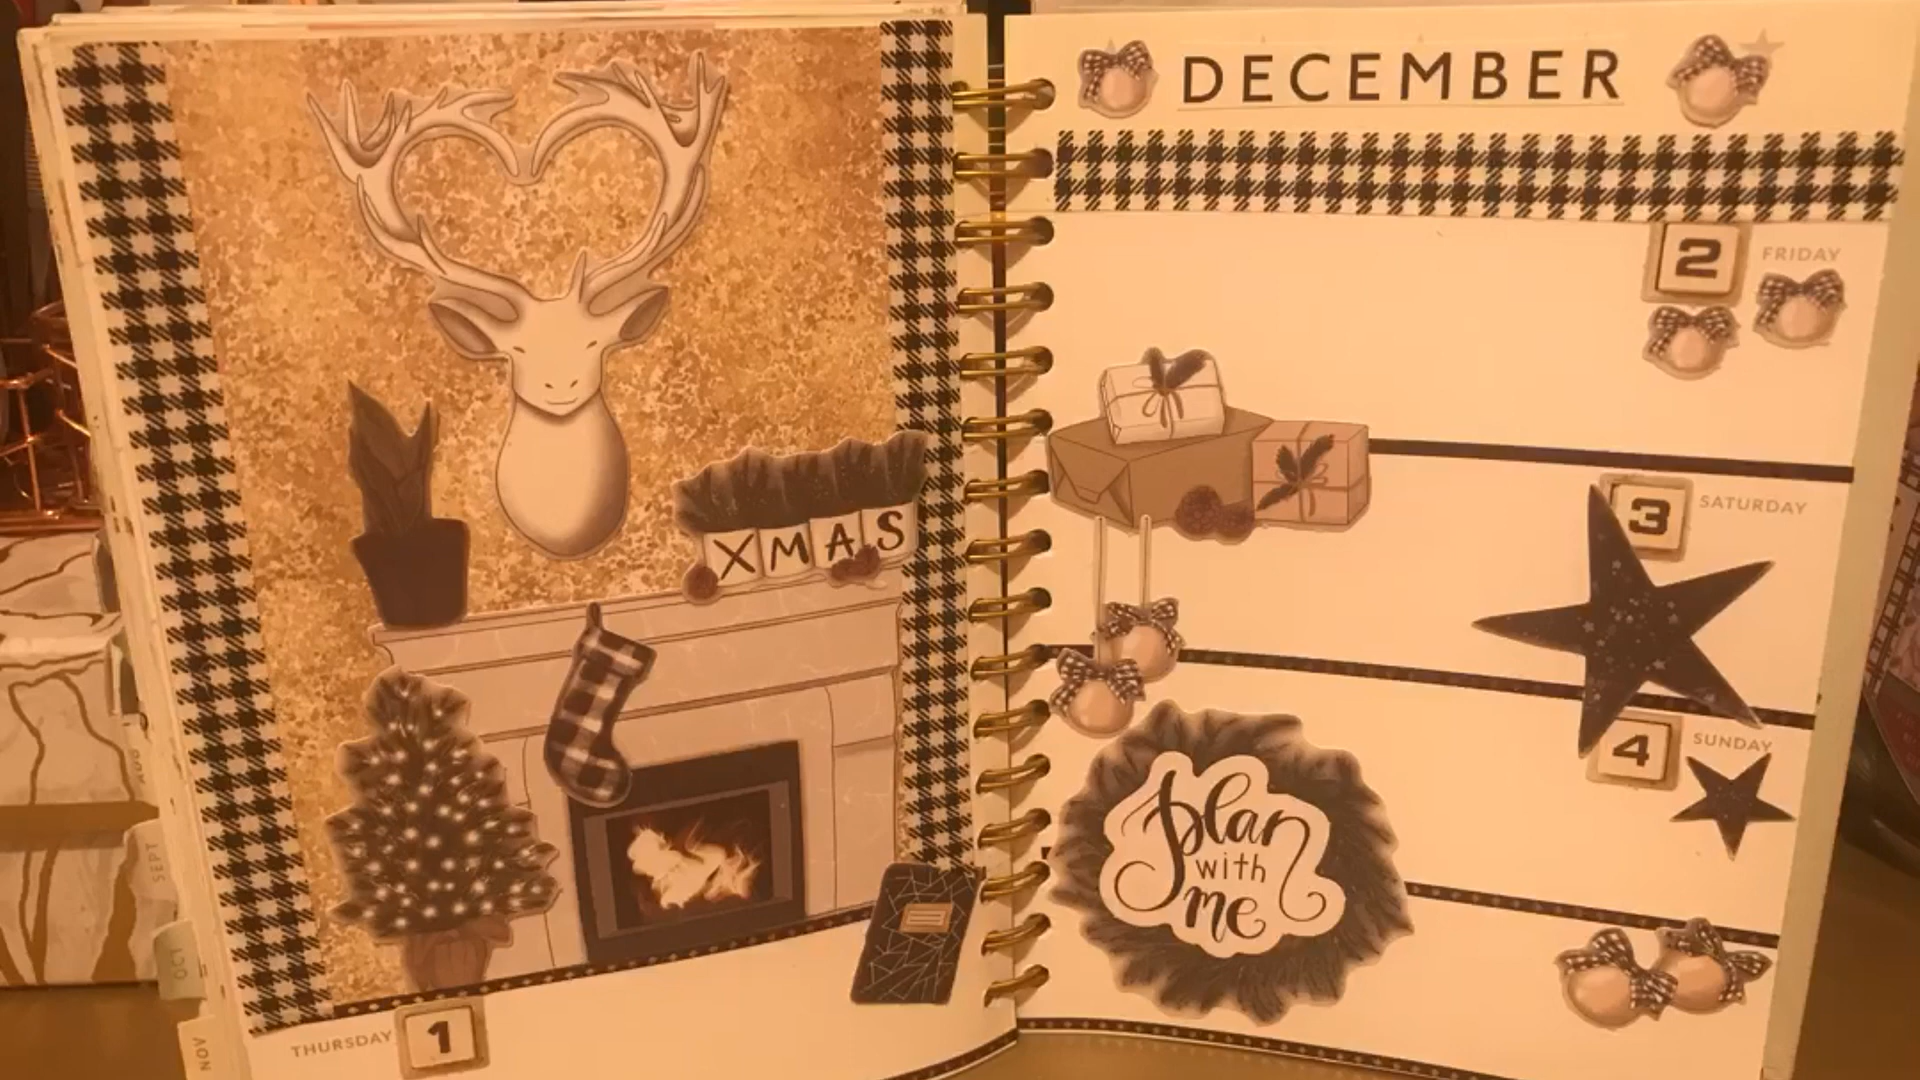 XMAS
THURSDAY
1
DECEMBER
2
FRIDAY
3
SATURDAY
4
SUNDAY
plan
with
me
AUG
SEPT
OCT
NOV